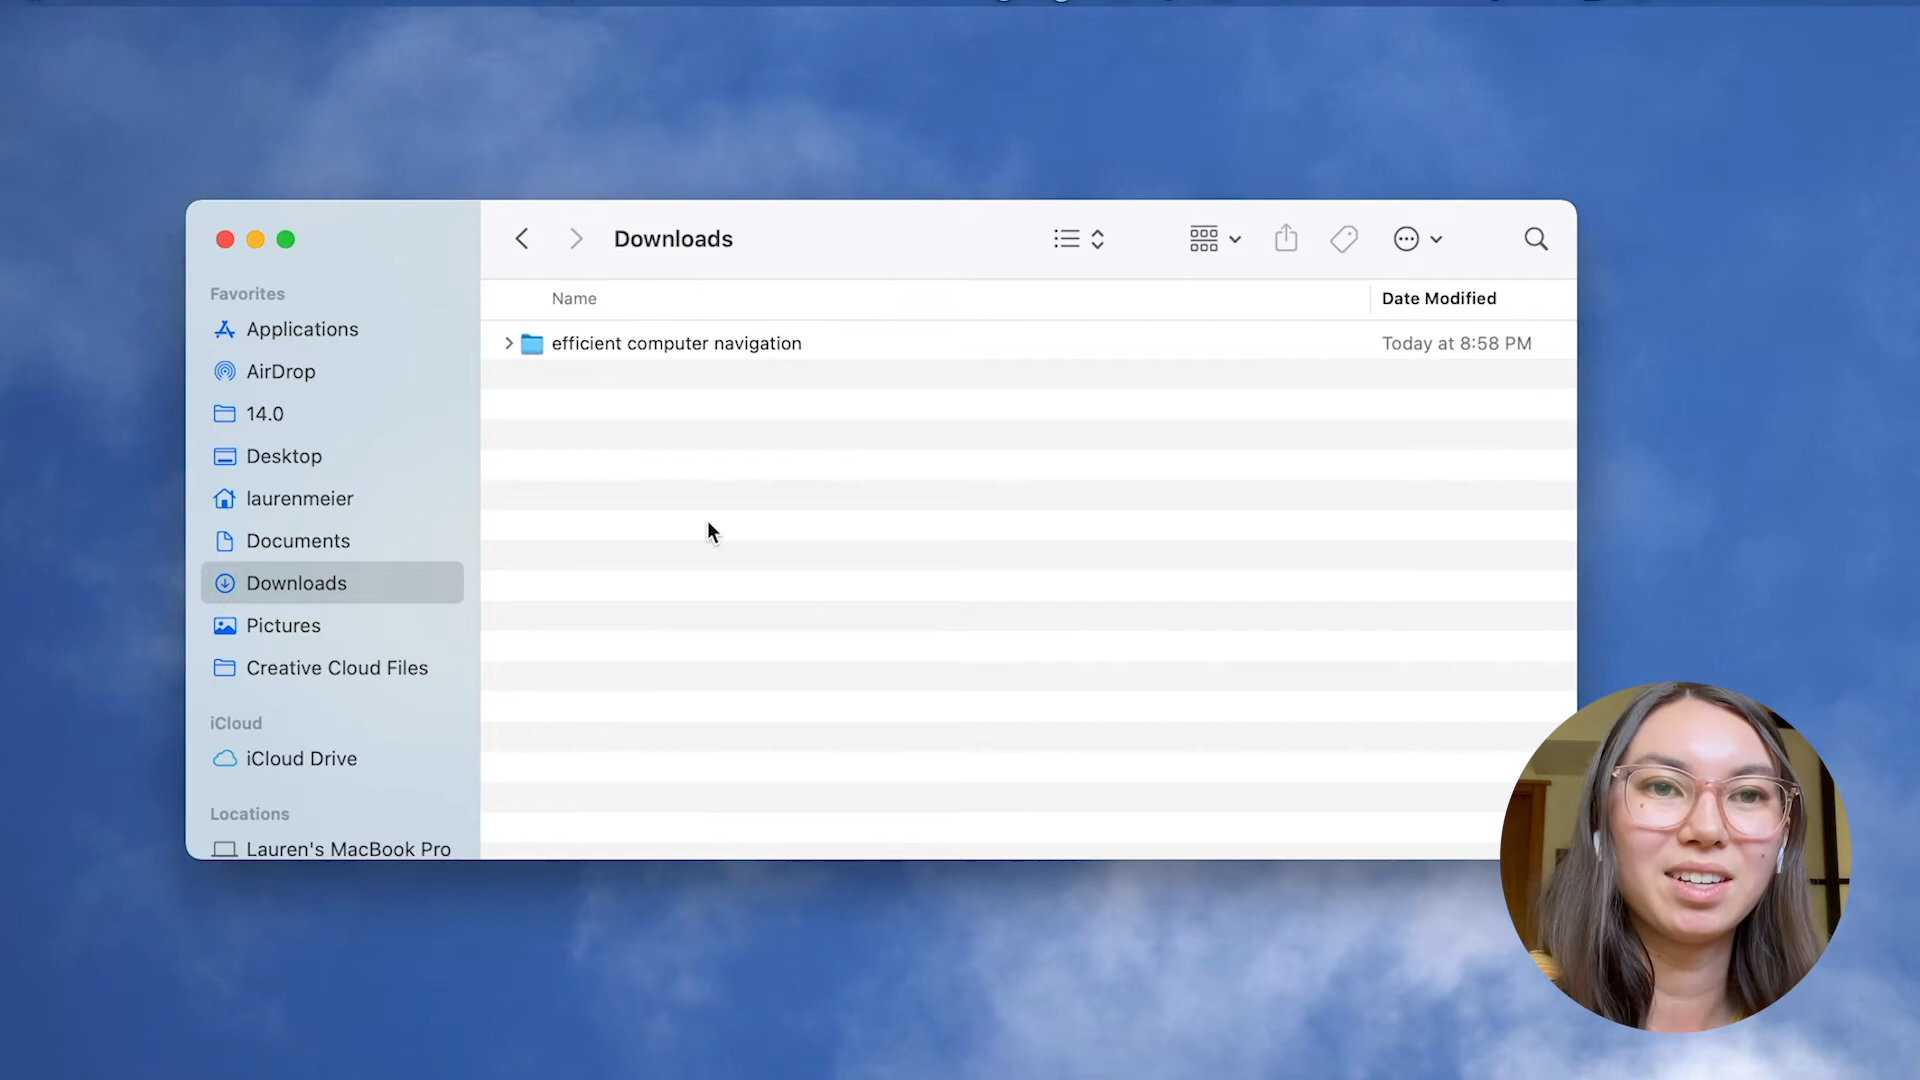 Downloads
Favorites
Applications
AirDrop
14.0
Desktop
laurenmeier
Documents
Downloads
Pictures
Creative Cloud Files
iCloud
iCloud Drive
Locations
Lauren's MacBook Pro
Name
Date Modified
efficient computer navigation
Today at 8:58 PM